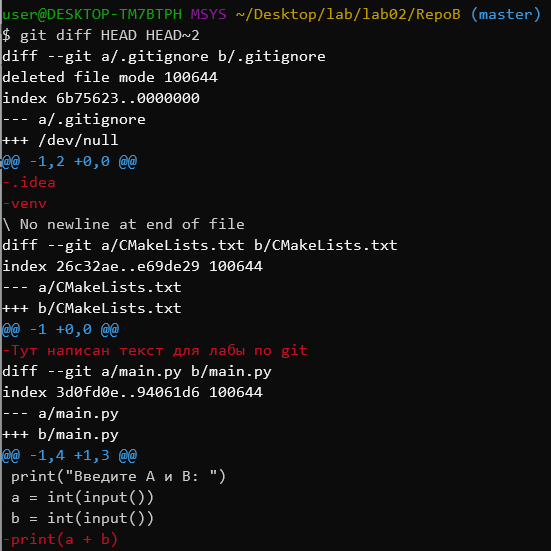 user@DESKTOP-TM7BTPH MSYS ~/Desktop/lab/lab02/RepoB (master)
$ git diff HEAD HEAD~2
diff --git a/.gitignore b/.gitignore
deleted file mode 100644
index 6b75623..0000000
--- a/.gitignore
+++ /dev/null
@@ -1,2 +0,0 @@
-.idea
-venv
\ No newline at end of file
diff --git a/CMakeLists.txt b/CMakeLists.txt
index 26c32ae..e69de29 100644
--- a/CMakeLists.txt
+++ b/CMakeLists.txt
@@ -1 +0,0 @@
-Тут написан текст для лабы по git
diff --git a/main.py b/main.py
index 3d0fd0e..94061d6 100644
--- a/main.py
+++ b/main.py
@@ -1,4 +1,3 @@
 print("Введите А и В: ")
 a = int(input())
 b = int(input())
-print(a + b)